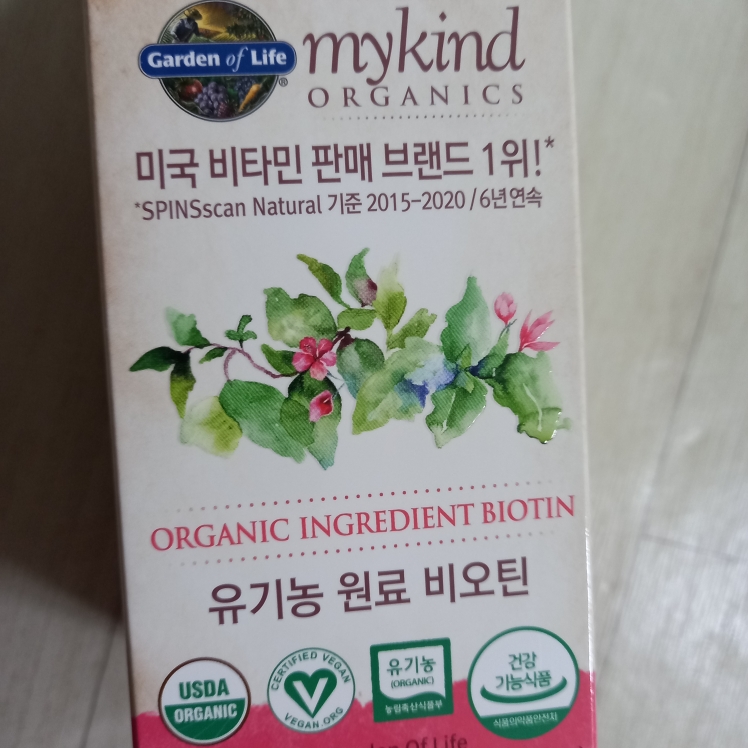 Garden of Life®
mykind
ORGANICS
미국 비타민 판매 브랜드 1위!*
*SPINSscan Natural 기준 2015-2020 / 6년 연속
ORGANIC INGREDIENT BIOTIN
유기농 원료 비오틴
USDA
ORGANIC
CERTIFIED VEGAN
VEGAN.ORG
유기농
(ORGANIC)
농림축산식품부
건강
기능식품
식품의약품안전처
Of Life